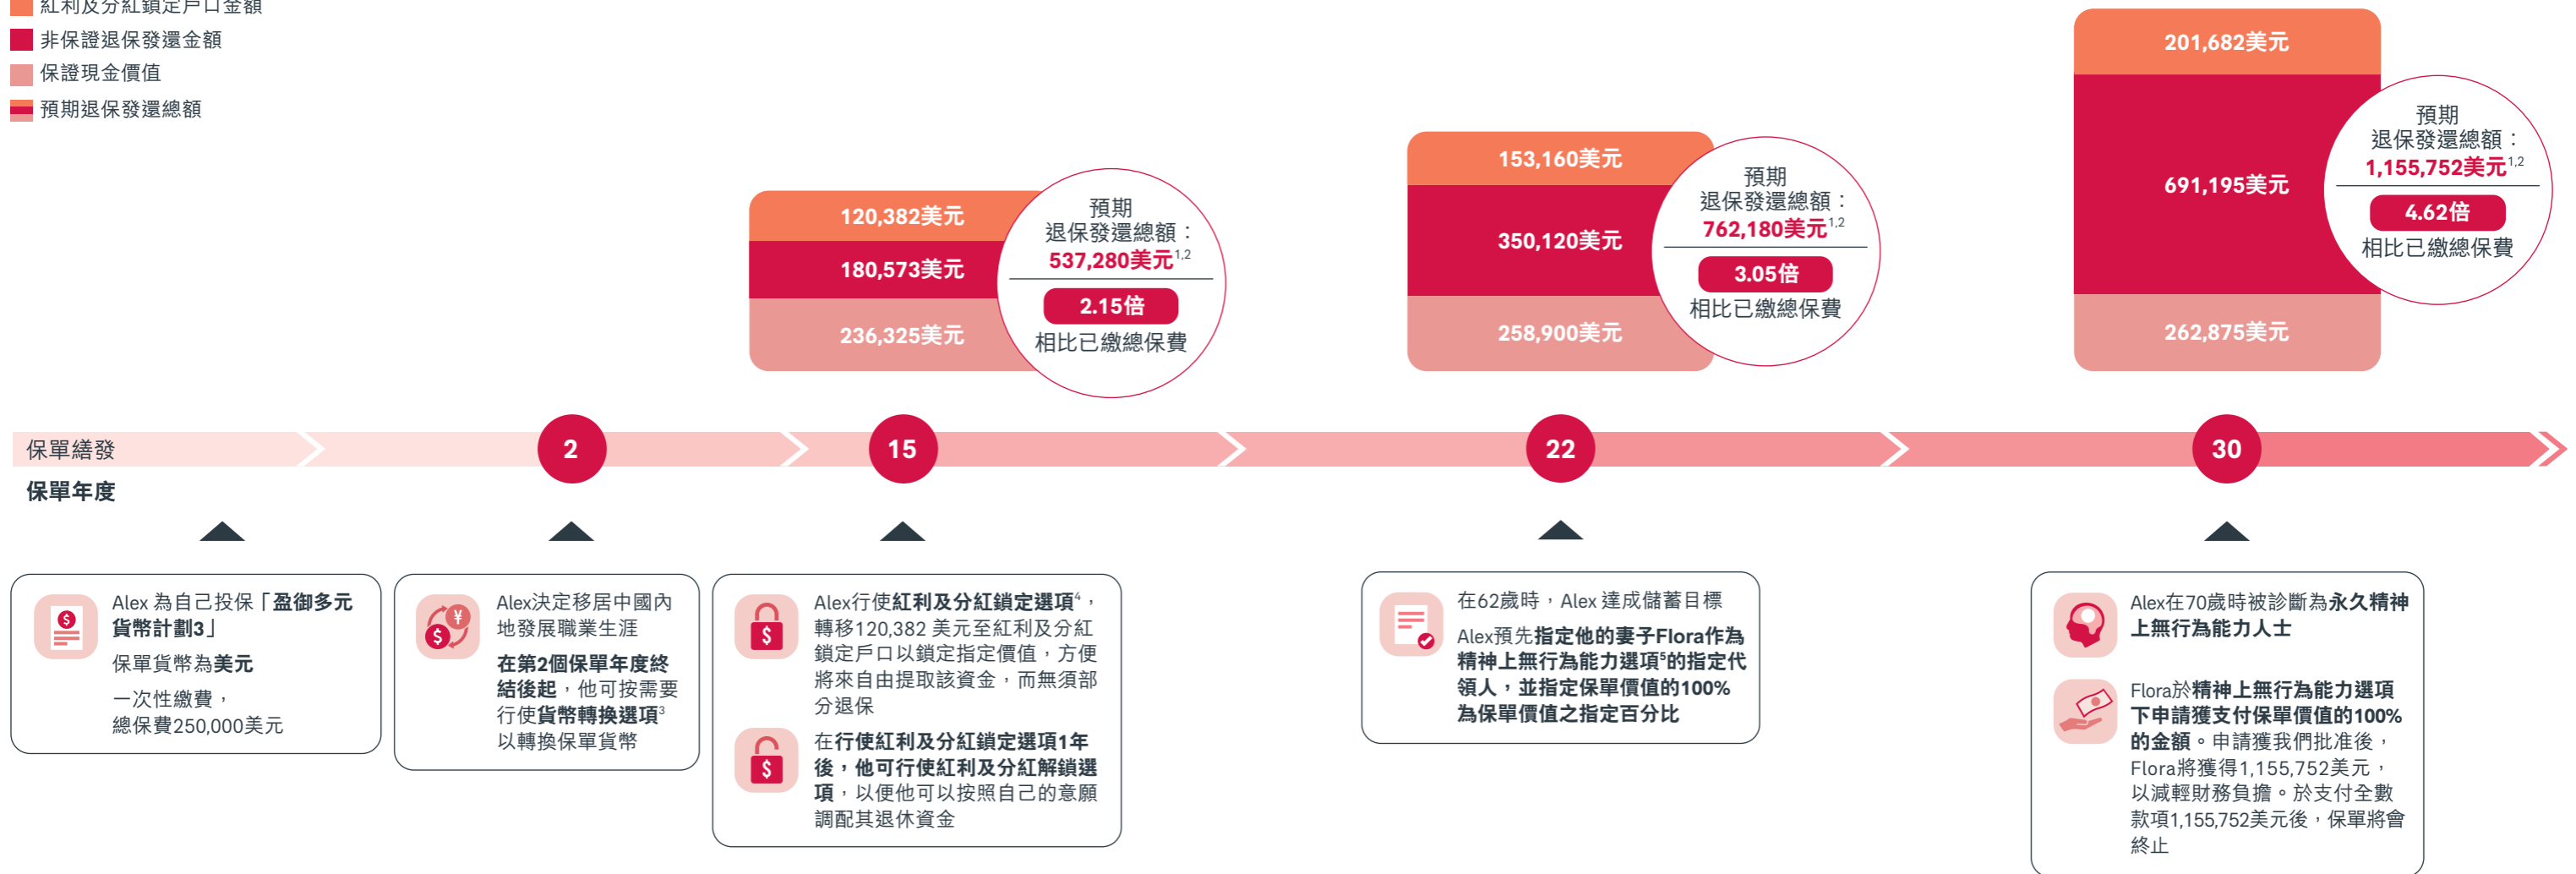 紅利及分紅鎖定戶口金額
非保證退保發還金額
保證現金價值
預期退保發還總額
120,382美元
180,573美元
236,325美元
預期
退保發還總額：
537,280美元1,2
2.15倍
相比已繳總保費
153,160美元
350,120美元
258,900美元
預期
退保發還總額：
762,180美元1,2
3.05倍
相比已繳總保費
201,682美元
691,195美元
262,875美元
預期
退保發還總額：
1,155,752美元1,2
4.62倍
相比已繳總保費
保單繕發
2
15
22
30
保單年度
Alex 為自己投保「盈御多元
貨幣計劃3」
保單貨幣為美元
一次性繳費，
總保費250,000美元
Alex決定移居中國內
地發展職業生涯
在第2個保單年度終
結後起，他可按需要
行使貨幣轉換選項3
以轉換保單貨幣
Alex行使紅利及分紅鎖定選項4，
轉移120,382 美元至紅利及分紅
鎖定戶口以鎖定指定價值，方便
將來自由提取該資金，而無須部
分退保
在行使紅利及分紅鎖定選項1年
後，他可行使紅利及分紅解鎖選
項，以便他可以按照自己的意願
調配其退休資金
在62歲時，Alex 達成儲蓄目標
Alex預先指定他的妻子Flora作為
精神上無行為能力選項5的指定代
領人，並指定保單價值的100%
為保單價值之指定百分比
Alex在70歲時被診斷為永久精神
上無行為能力人士
Flora於精神上無行為能力選項
下申請獲支付保單價值的100%
的金額。申請獲我們批准後，
Flora將獲得1,155,752美元，
以減輕財務負擔。於支付全數
款項1,155,752美元後，保單將會
終止